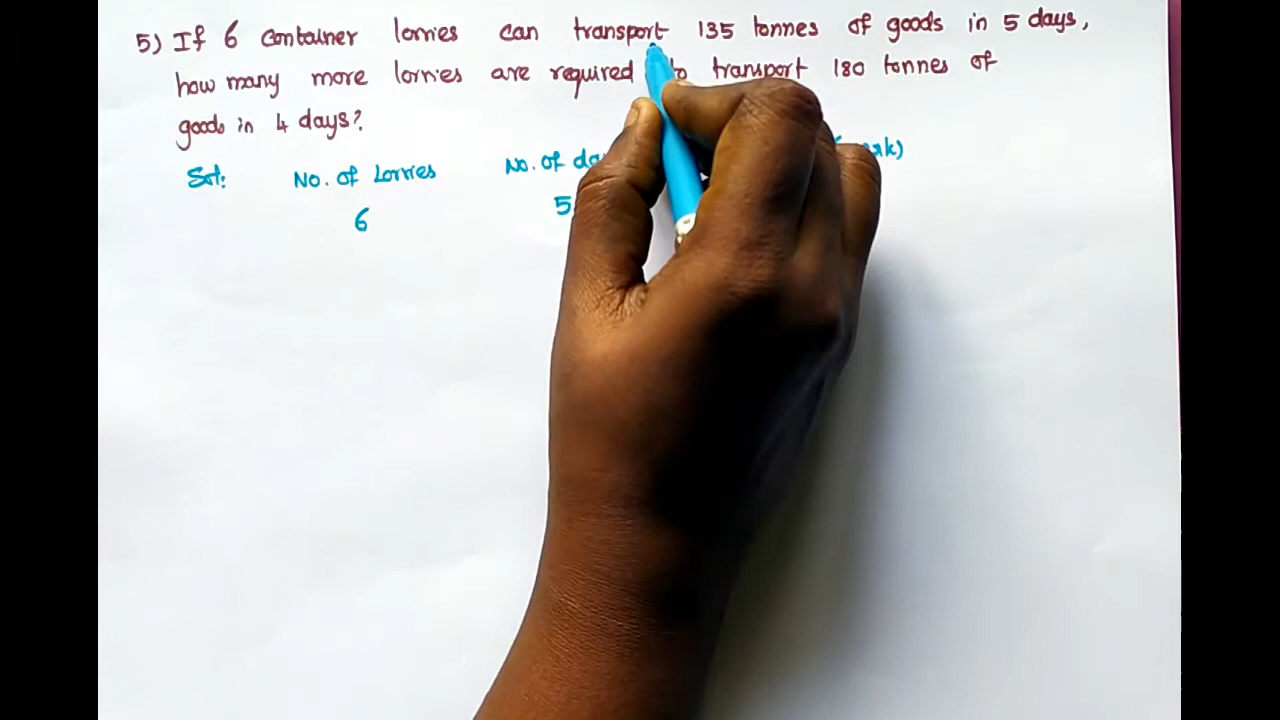 5) If 6 container lorries can transport 135 tonnes of goods in 5 days,
how many more lorries are required to transport 180 tonnes of
goods in 4 days?
Sol: No. of Lorries No. of
6 5